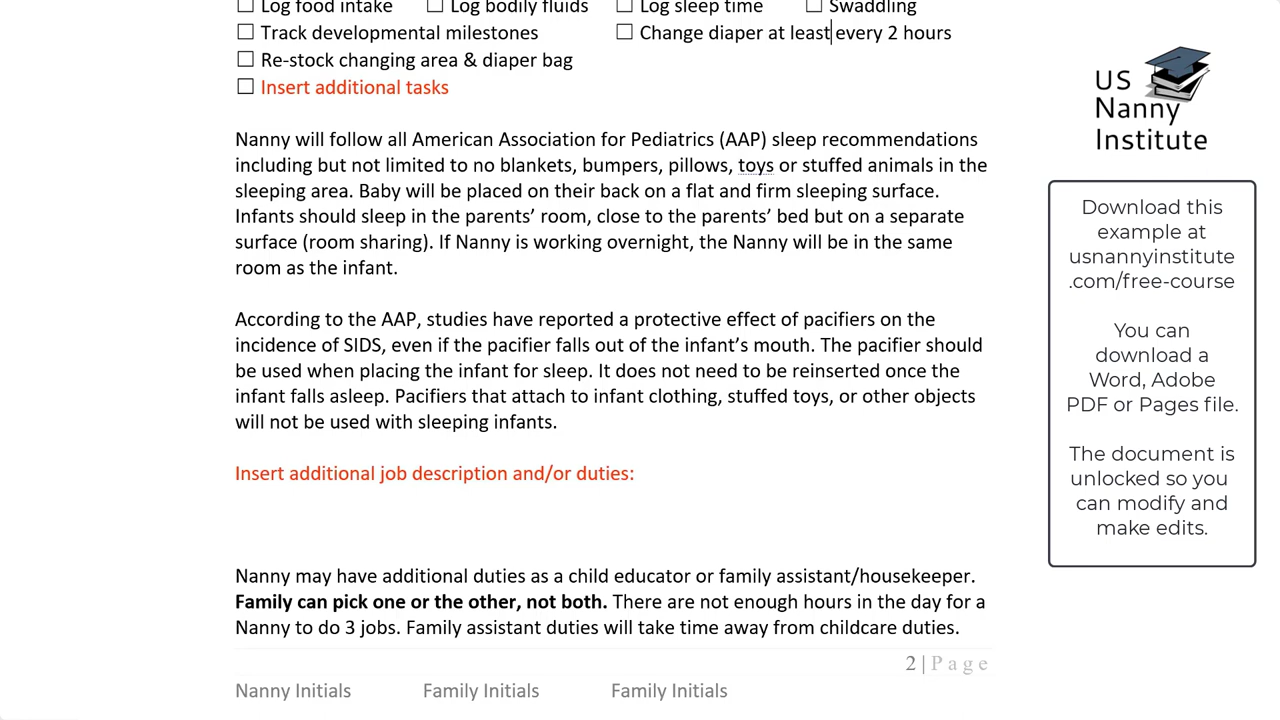 ☐ Log food intake ☐ Log bodily fluids ☐ Log sleep time ☐ Swaddling
☐ Track developmental milestones ☐ Change diaper at least every 2 hours
☐ Re-stock changing area & diaper bag
☐ Insert additional tasks
Nanny will follow all American Association for Pediatrics (AAP) sleep recommendations
including but not limited to no blankets, bumpers, pillows, toys or stuffed animals in the
sleeping area. Baby will be placed on their back on a flat and firm sleeping surface.
Infants should sleep in the parents’ room, close to the parents’ bed but on a separate
surface (room sharing). If Nanny is working overnight, the Nanny will be in the same
room as the infant.
According to the AAP, studies have reported a protective effect of pacifiers on the
incidence of SIDS, even if the pacifier falls out of the infant’s mouth. The pacifier should
be used when placing the infant for sleep. It does not need to be reinserted once the
infant falls asleep. Pacifiers that attach to infant clothing, stuffed toys, or other objects
will not be used with sleeping infants.
Insert additional job description and/or duties:
Nanny may have additional duties as a child educator or family assistant/housekeeper.
Family can pick one or the other, not both. There are not enough hours in the day for a
Nanny to do 3 jobs. Family assistant duties will take time away from childcare duties.
2 | Page
Nanny Initials Family Initials Family Initials
US
Nanny
Institute
Download this
example at
usnannyinstitute
.com/free-course
You can
download a
Word, Adobe
PDF or Pages file.
The document is
unlocked so you
can modify and
make edits.